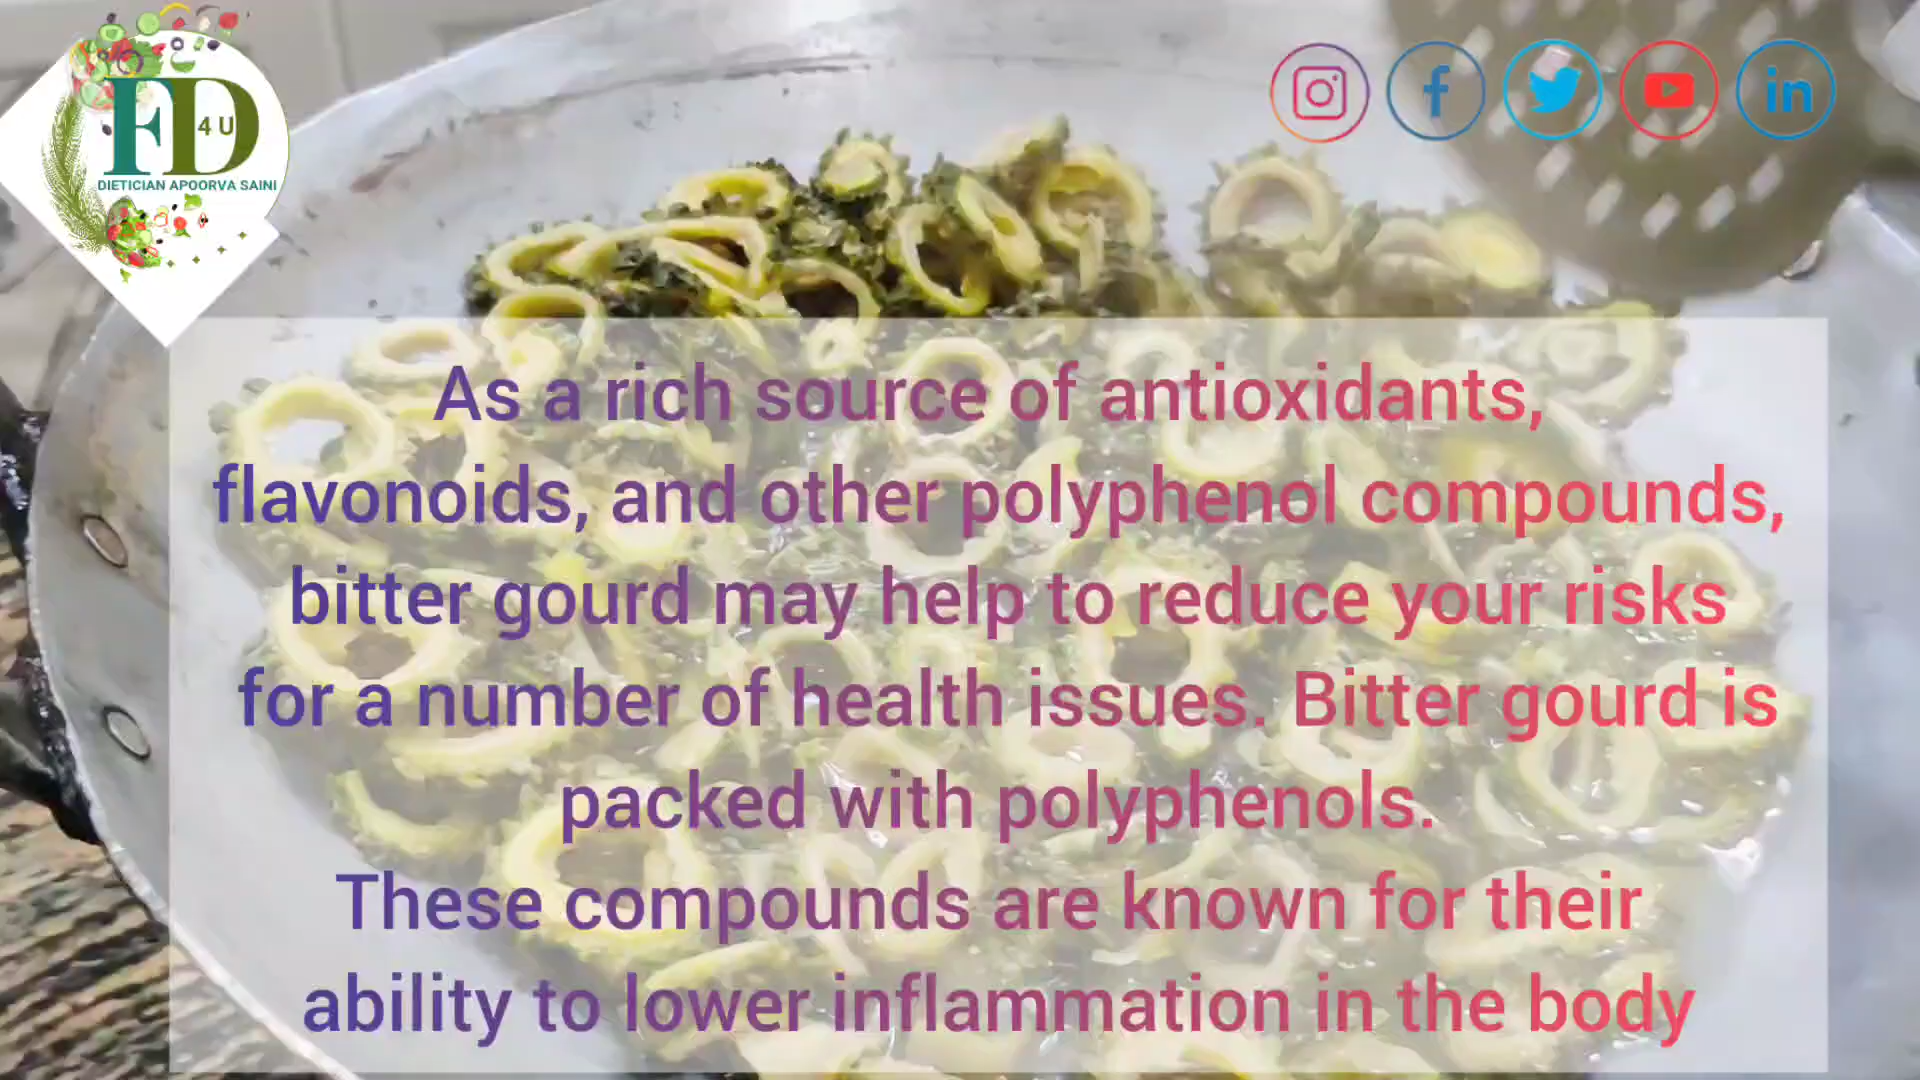 FD
4 U
DIETICIAN APOORVA SAINI
As a rich source of antioxidants,
flavonoids, and other polyphenol compounds,
bitter gourd may help to reduce your risks
for a number of health issues. Bitter gourd is
packed with polyphenols.
These compounds are known for their
ability to lower inflammation in the body